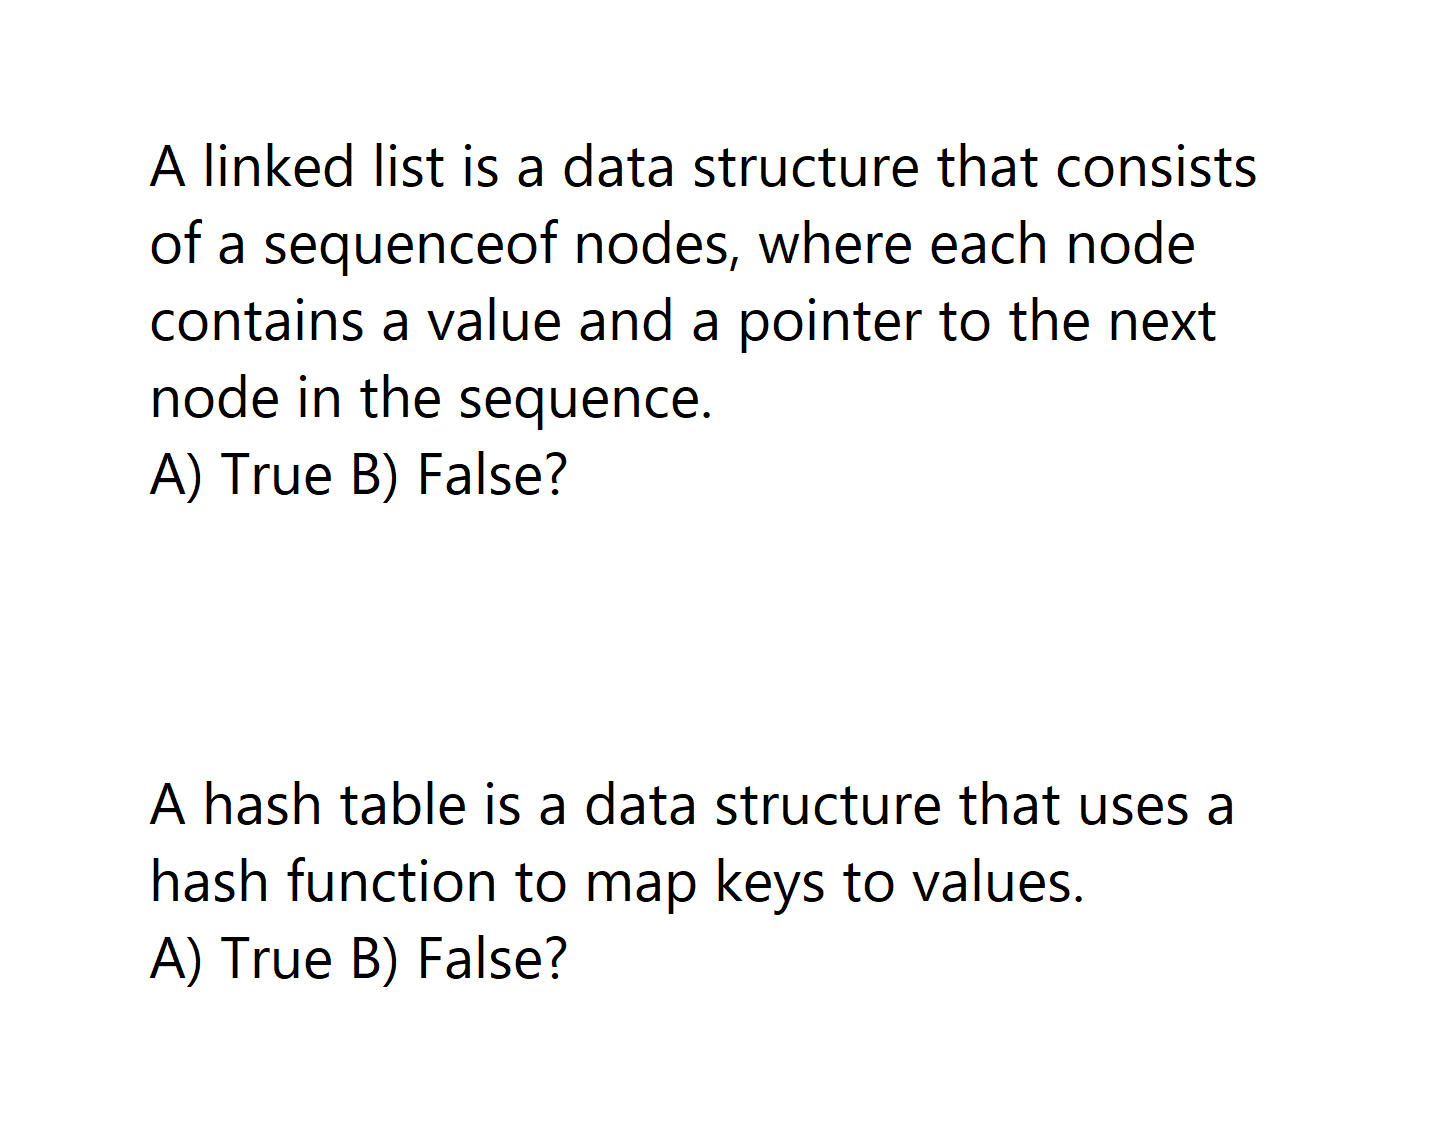 A linked list is a data structure that consists
of a sequenceof nodes, where each node
contains a value and a pointer to the next
node in the sequence.
A) True B) False?
A hash table is a data structure that uses a
hash function to map keys to values.
A) True B) False?